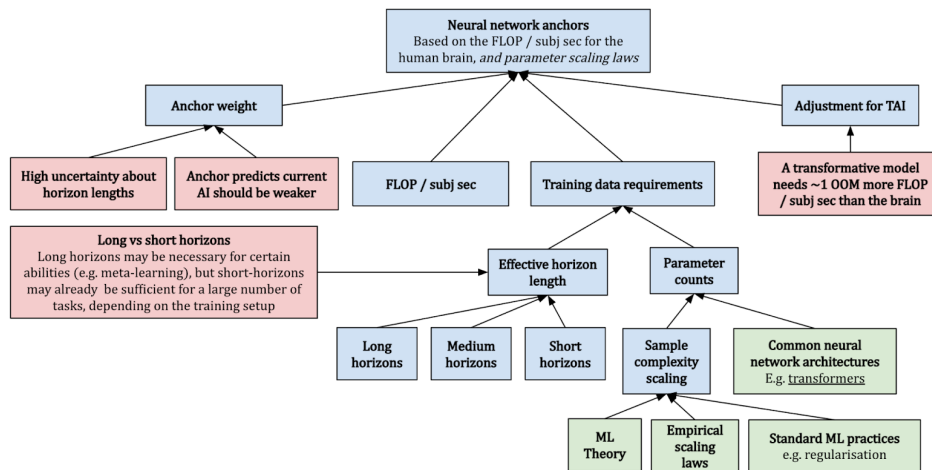 Neural network anchors
Based on the FLOP / subj sec for the
human brain, and parameter scaling laws
Anchor weight
Adjustment for TAI
High uncertainty about
horizon lengths
Anchor predicts current
AI should be weaker
FLOP / subj sec
Training data requirements
A transformative model
needs ~1 OOM more FLOP
/ subj sec than the brain
Long vs short horizons
Long horizons may be necessary for certain
abilities (e.g. meta-learning), but short-horizons
may already be sufficient for a large number of
tasks, depending on the training setup
Effective horizon
length
Parameter
counts
Long
horizons
Medium
horizons
Short
horizons
Sample
complexity
scaling
Common neural
network architectures
E.g. transformers
ML
Theory
Empirical
scaling
laws
Standard ML practices
e.g. regularisation